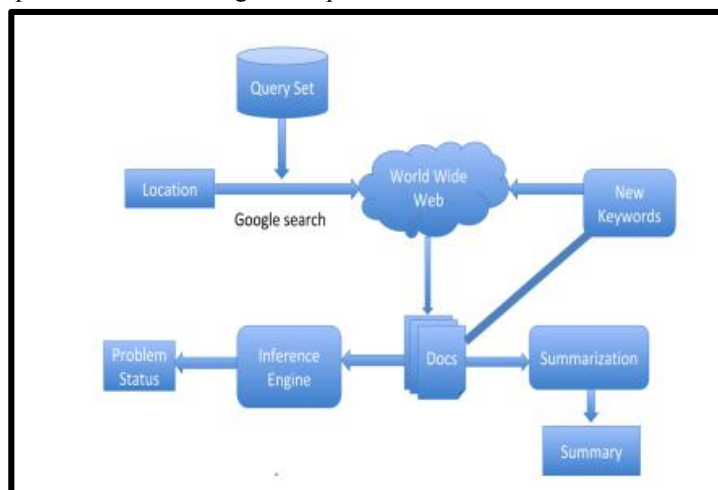 Query Set
Location
Google search
World Wide
Web
New
Keywords
Problem
Status
Inference
Engine
Docs
Summarization
Summary